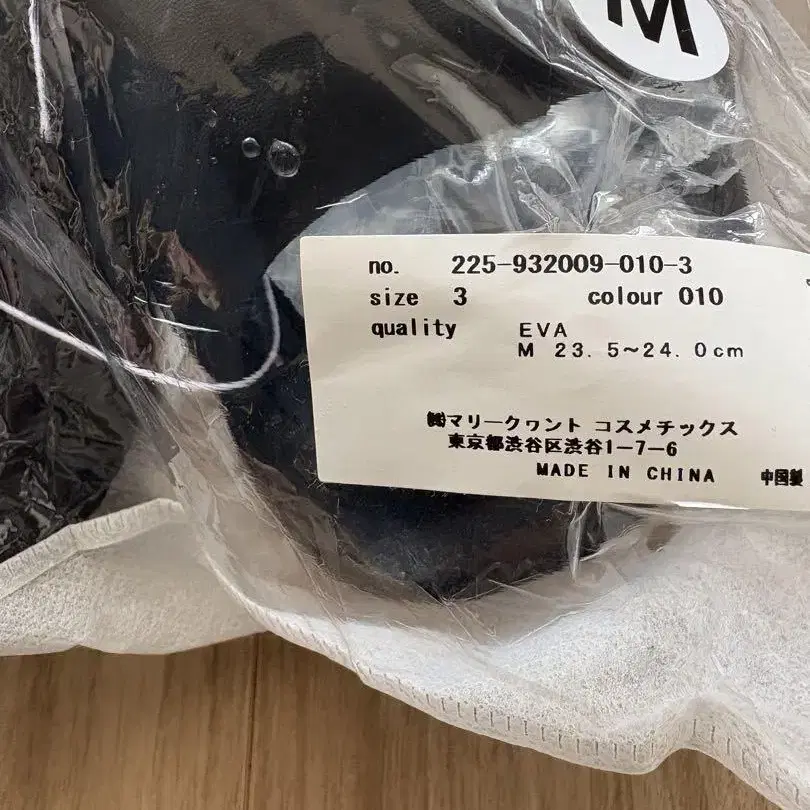 M
no. 225-932009-010-3
size 3 colour 010
quality EVA
M 23.5~24.0cm
㈱マリークヮント コスメチックス
東京都渋谷区渋谷1-7-6
MADE IN CHINA 中国製